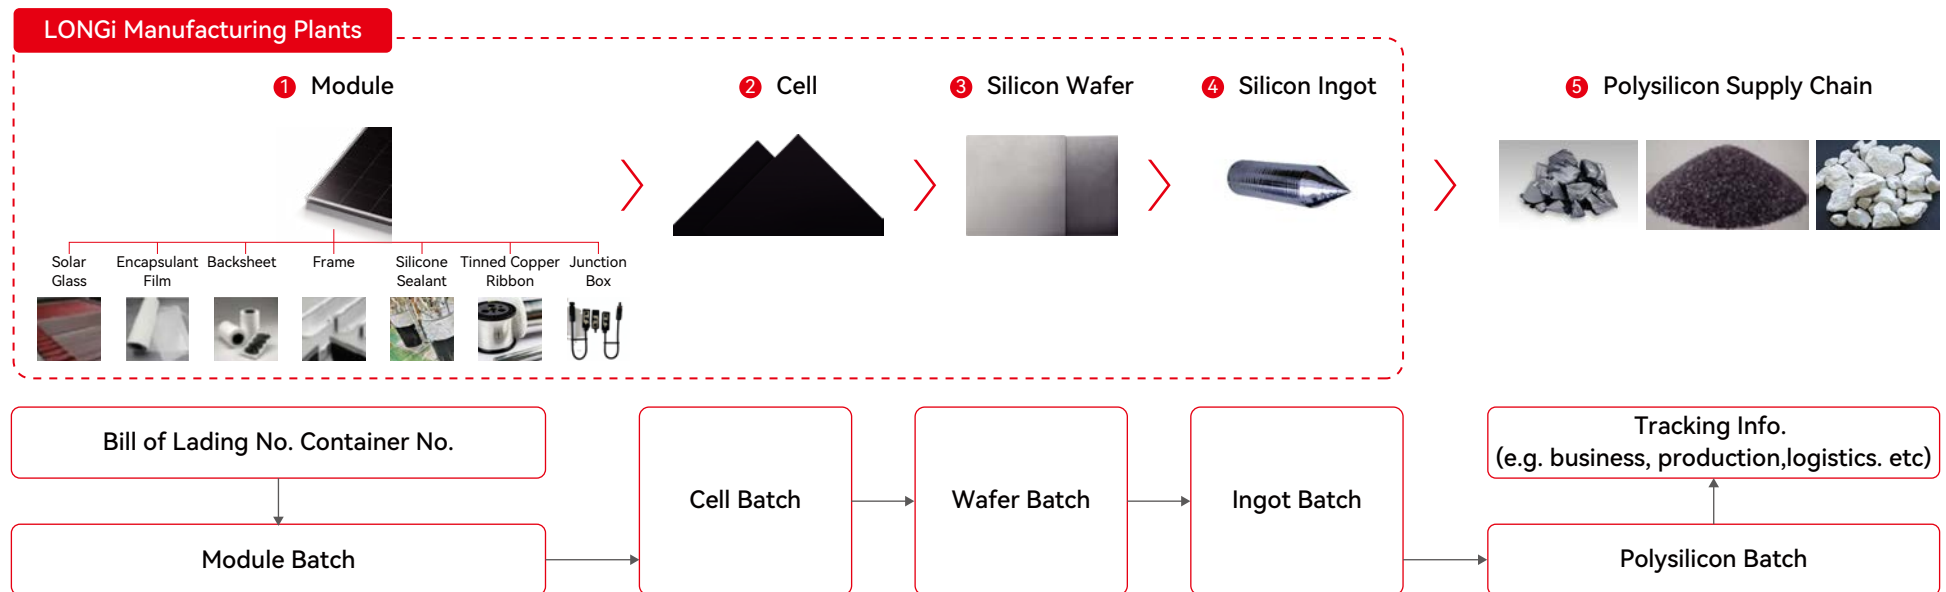 LONGi Manufacturing Plants
1 Module
2 Cell
3 Silicon Wafer
4 Silicon Ingot
5 Polysilicon Supply Chain
Solar
Glass
Encapsulant
Film
Backsheet
Frame
Silicone
Sealant
Tinned Copper
Ribbon
Junction
Box
Bill of Lading No. Container No.
Module Batch
Cell Batch
Wafer Batch
Ingot Batch
Tracking Info.
(e.g. business, production,logistics. etc)
Polysilicon Batch